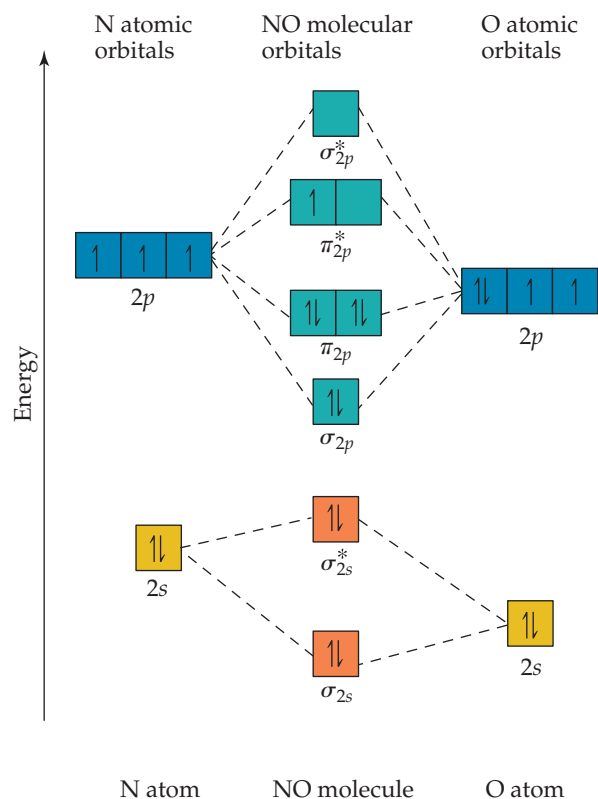 N atomic
orbitals
NO molecular
orbitals
O atomic
orbitals
Energy
σ*2p
π*2p
2p
π2p
2p
σ2p
σ*2s
2s
σ2s
2s
N atom
NO molecule
O atom